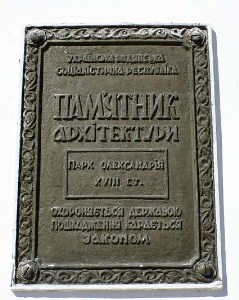 УКРАЇНСЬКА РАДЯНСЬКА
СОЦІАЛІСТИЧНА РЕСПУБЛІКА
ПАМ'ЯТНИК
АРХІТЕКТУРИ
ПАРК ОЛЕКСАНДРІЯ
XVIII СТ.
ОХОРОНЯЄТЬСЯ ДЕРЖАВОЮ
ПОШКОДЖЕННЯ КАРАЄТЬСЯ
ЗАКОНОМ